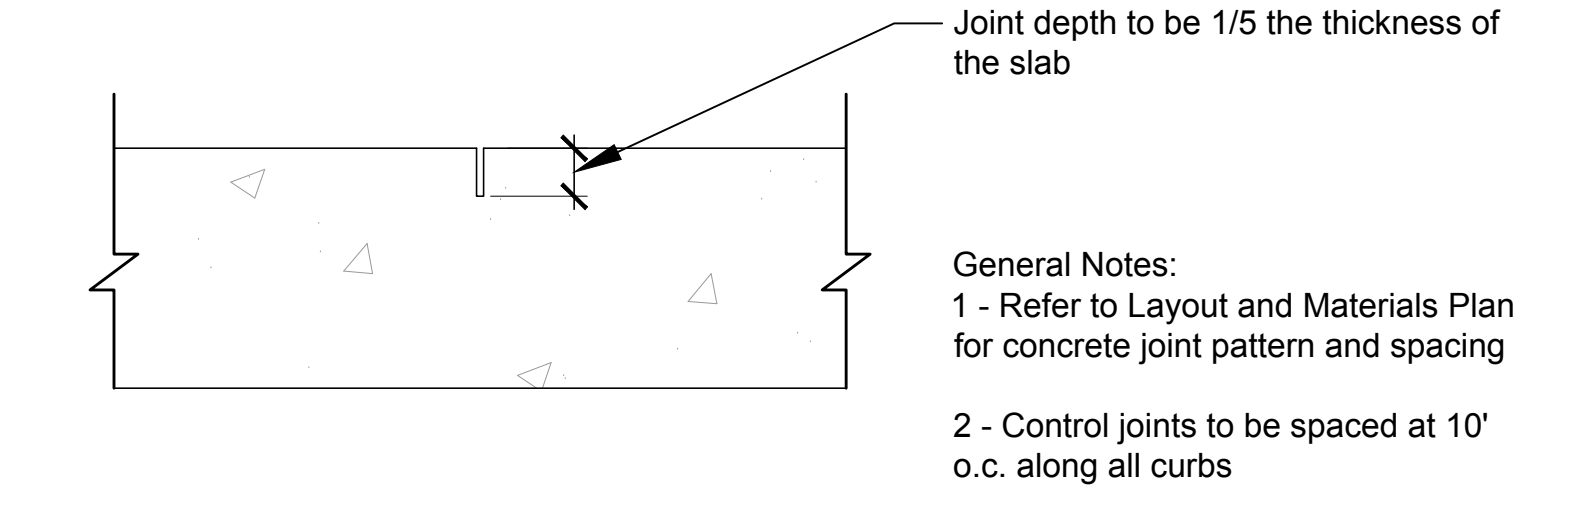 Joint depth to be 1/5 the thickness of
the slab
General Notes:
1 - Refer to Layout and Materials Plan
for concrete joint pattern and spacing
2 - Control joints to be spaced at 10'
o.c. along all curbs